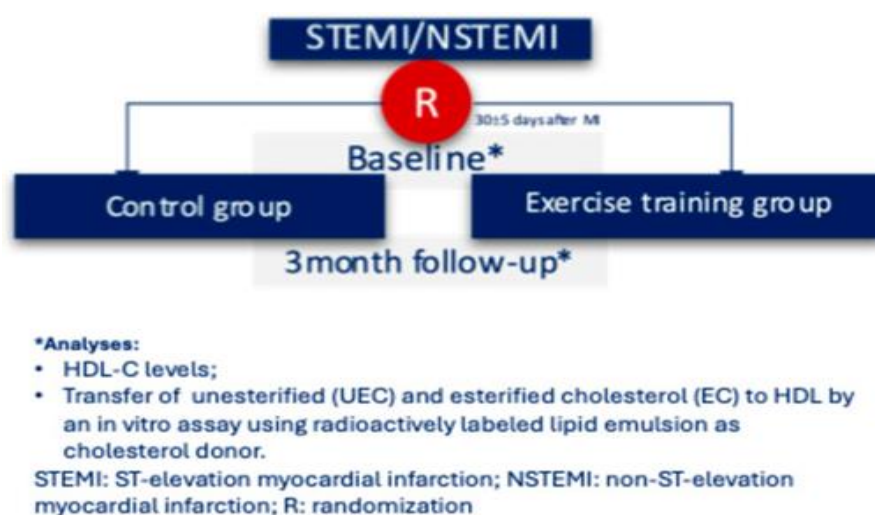 STEMI/NSTEMI
R
30±5 days after MI
Baseline*
Control group
Exercise training group
3month follow-up*
*Analyses:
• HDL-C levels;
• Transfer of unesterified (UEC) and esterified cholesterol (EC) to HDL by
an in vitro assay using radioactively labeled lipid emulsion as
cholesterol donor.
STEMI: ST-elevation myocardial infarction; NSTEMI: non-ST-elevation
myocardial infarction; R: randomization